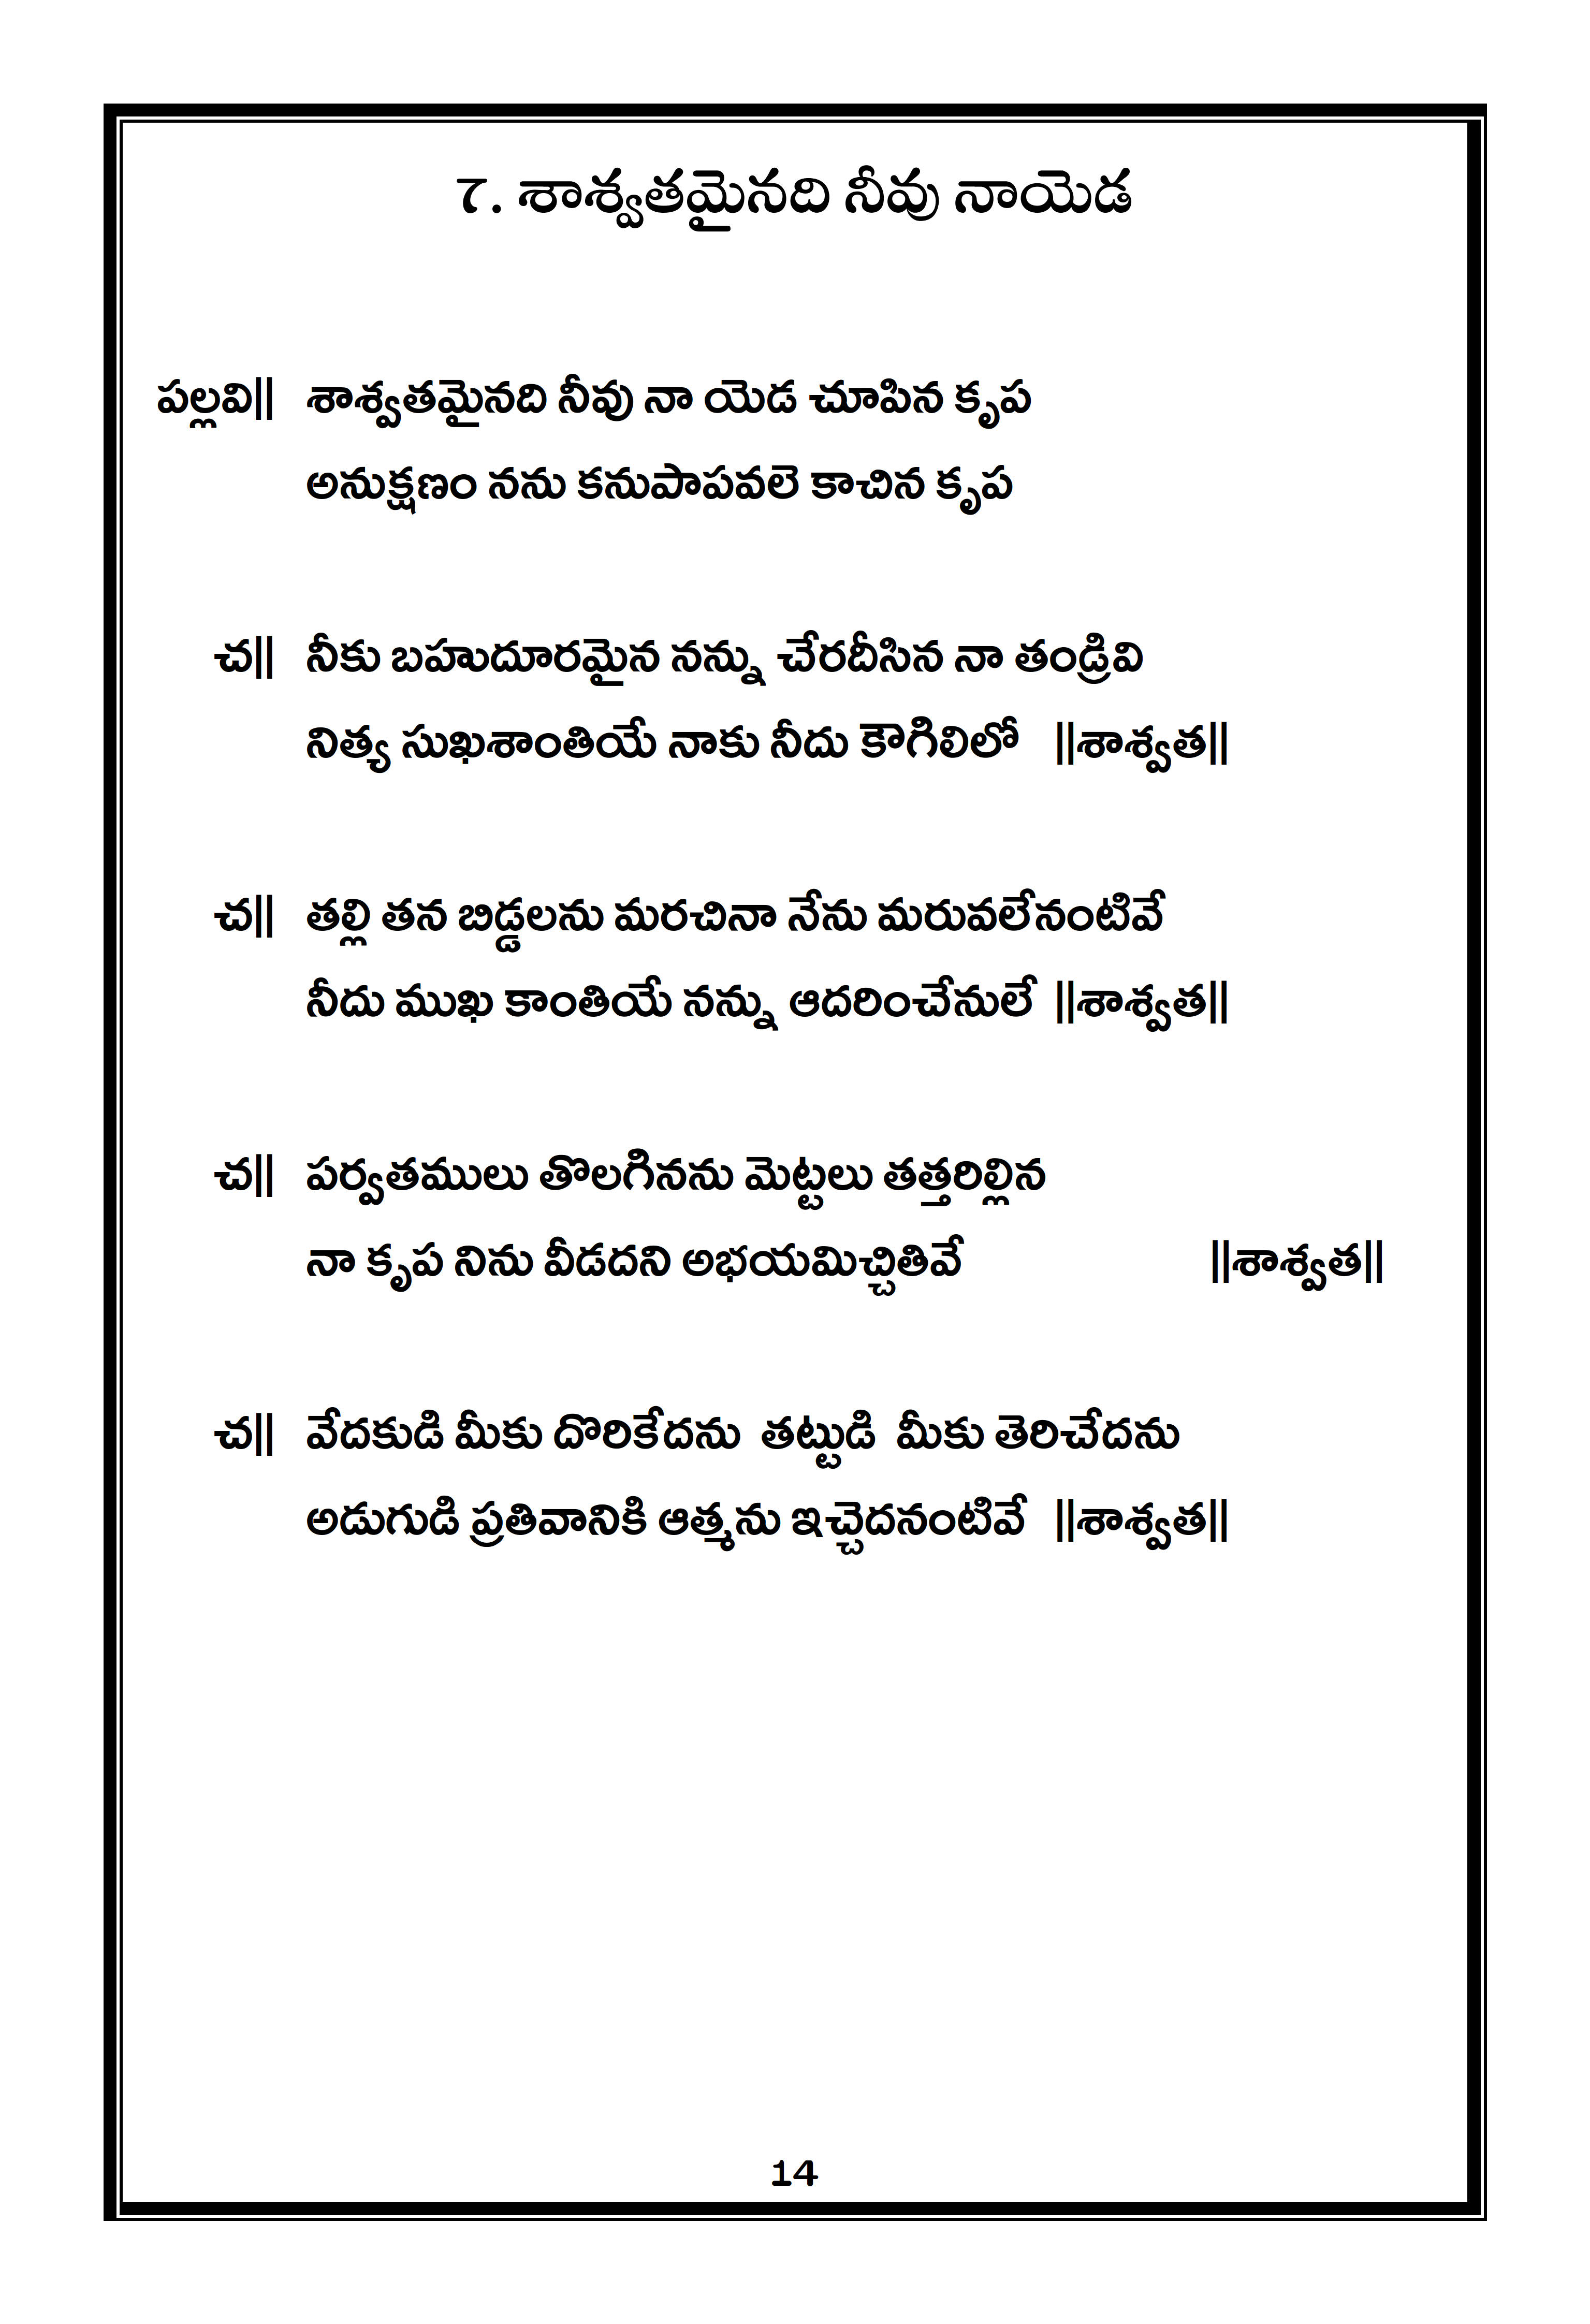 ౯. శాశ్వతమైనది నీవు నాయెడ
పల్లవి|| శాశ్వతమైనది నీవు నా యెడ చూపిన కృప
అనుక్షణం నను కనుపాపవలె కాచిన కృప
చ|| నీకు బహుదూరమైన నన్ను చేరదీసిన నా తండ్రివి
నిత్య సుఖశాంతియే నాకు నీదు కౌగిలిలో ||శాశ్వత||
చ|| తల్లి తన బిడ్డలను మరచినా నేను మరువలేనంటివే
నీదు ముఖ కాంతియే నన్ను ఆదరించేనులే ||శాశ్వత||
చ|| పర్వతములు తొలగినను మెట్టలు తత్తరిల్లిన
నా కృప నిను వీడదని అభయమిచ్చితివే ||శాశ్వత||
చ|| వేదకుడి మీకు దొరికేదను తట్టుడి మీకు తెరిచేదను
అడుగుడి ప్రతివానికి ఆత్మను ఇచ్చెదనంటివే ||శాశ్వత||
14